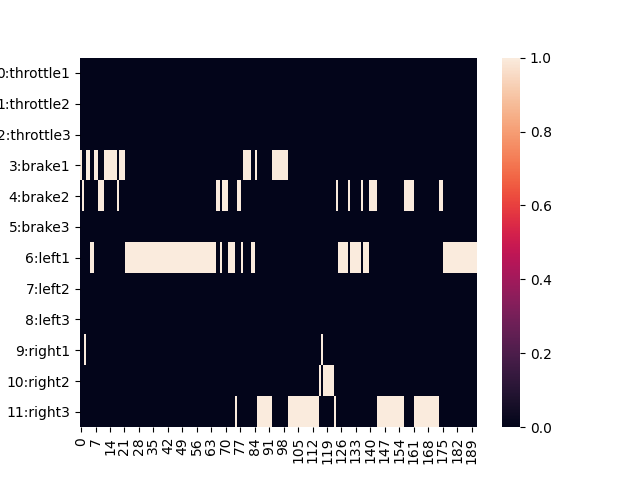 0:throttle1
1:throttle2
2:throttle3
3:brake1
4:brake2
5:brake3
6:left1
7:left2
8:left3
9:right1
10:right2
11:right3
0 7 14 21 28 35 42 49 56 63 70 77 84 91 98 105 112 119 126 133 140 147 154 161 168 175 182 189
1.0
0.8
0.6
0.4
0.2
0.0